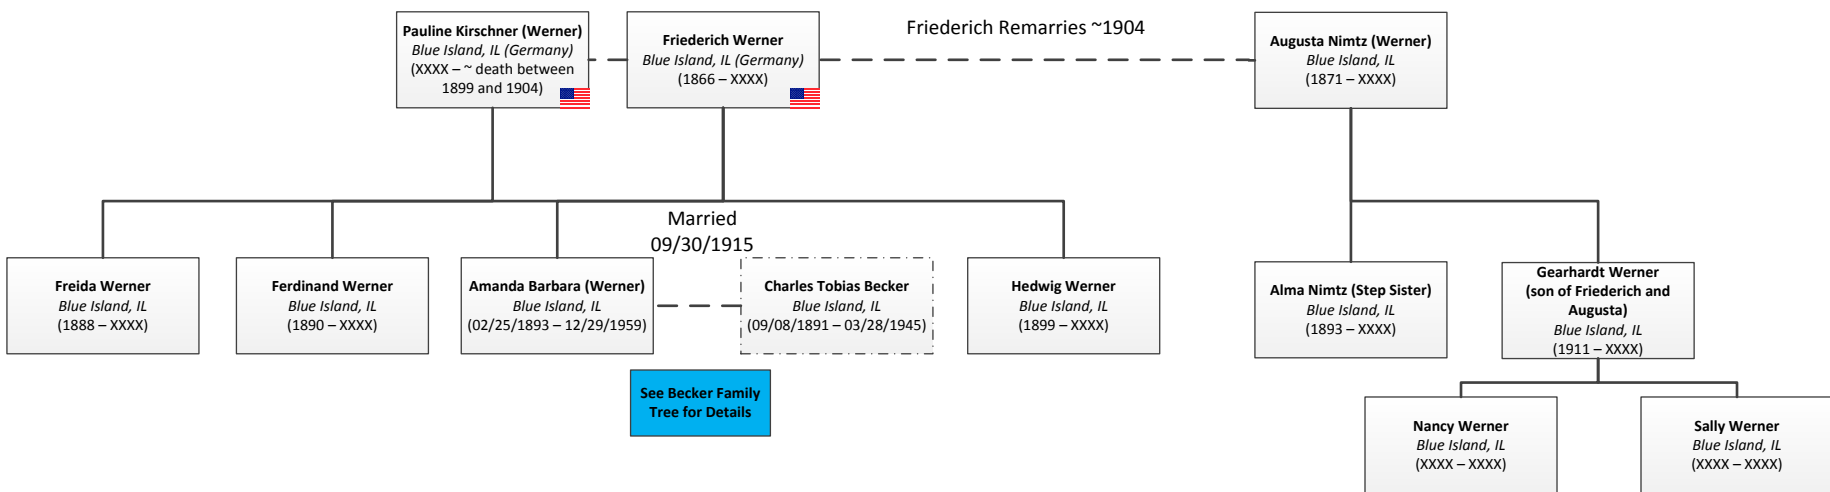 Pauline Kirschner (Werner)
Blue Island, IL (Germany)
(XXXX – ~ death between
1899 and 1904)
Friederich Werner
Blue Island, IL (Germany)
(1866 – XXXX)
Friederich Remarries ~1904
Augusta Nimtz (Werner)
Blue Island, IL
(1871 – XXXX)
Married
09/30/1915
Freida Werner
Blue Island, IL
(1888 – XXXX)
Ferdinand Werner
Blue Island, IL
(1890 – XXXX)
Amanda Barbara (Werner)
Blue Island, IL
(02/25/1893 – 12/29/1959)
Charles Tobias Becker
Blue Island, IL
(09/08/1891 – 03/28/1945)
Hedwig Werner
Blue Island, IL
(1899 – XXXX)
Alma Nimtz (Step Sister)
Blue Island, IL
(1893 – XXXX)
Gearhardt Werner
(son of Friederich and
Augusta)
Blue Island, IL
(1911 – XXXX)
See Becker Family
Tree for Details
Nancy Werner
Blue Island, IL
(XXXX – XXXX)
Sally Werner
Blue Island, IL
(XXXX – XXXX)